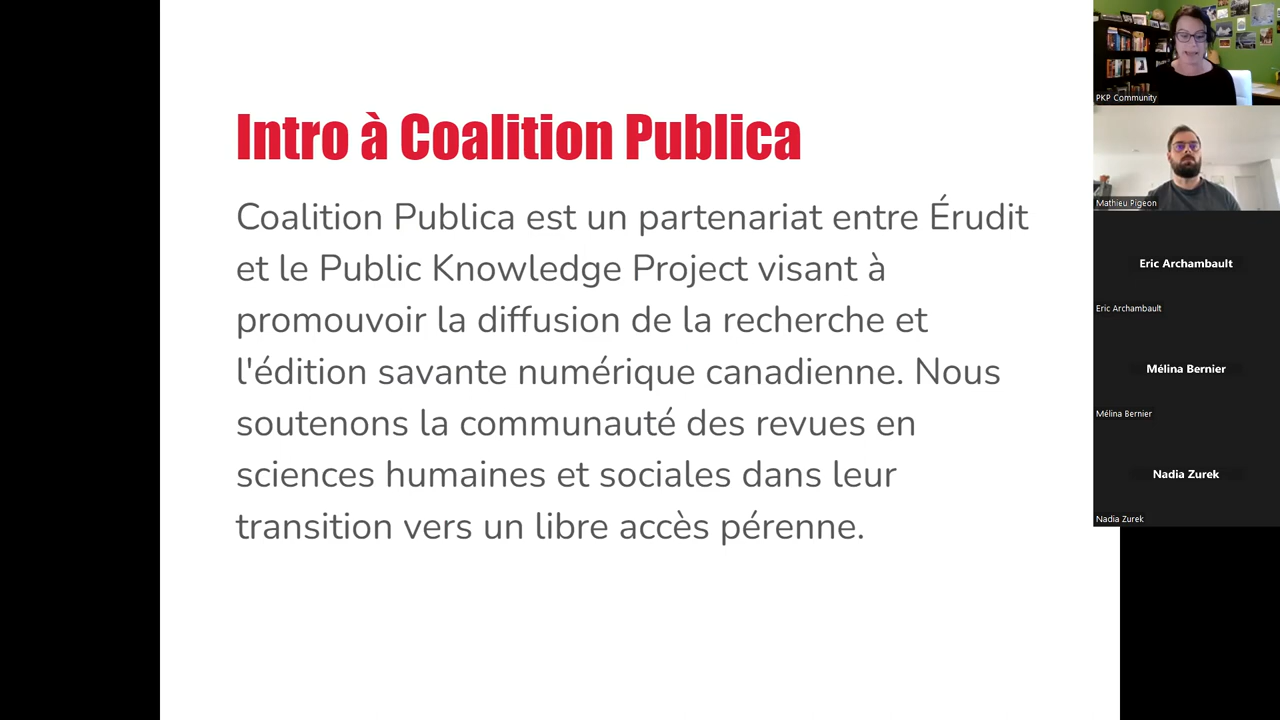 Intro à Coalition Publica
Coalition Publica est un partenariat entre Érudit
et le Public Knowledge Project visant à
promouvoir la diffusion de la recherche et
l'édition savante numérique canadienne. Nous
soutenons la communauté des revues en
sciences humaines et sociales dans leur
transition vers un libre accès pérenne.
PKP Community
Mathieu Pigeon
Eric Archambault
Eric Archambault
Mélina Bernier
Mélina Bernier
Nadia Zurek
Nadia Zurek